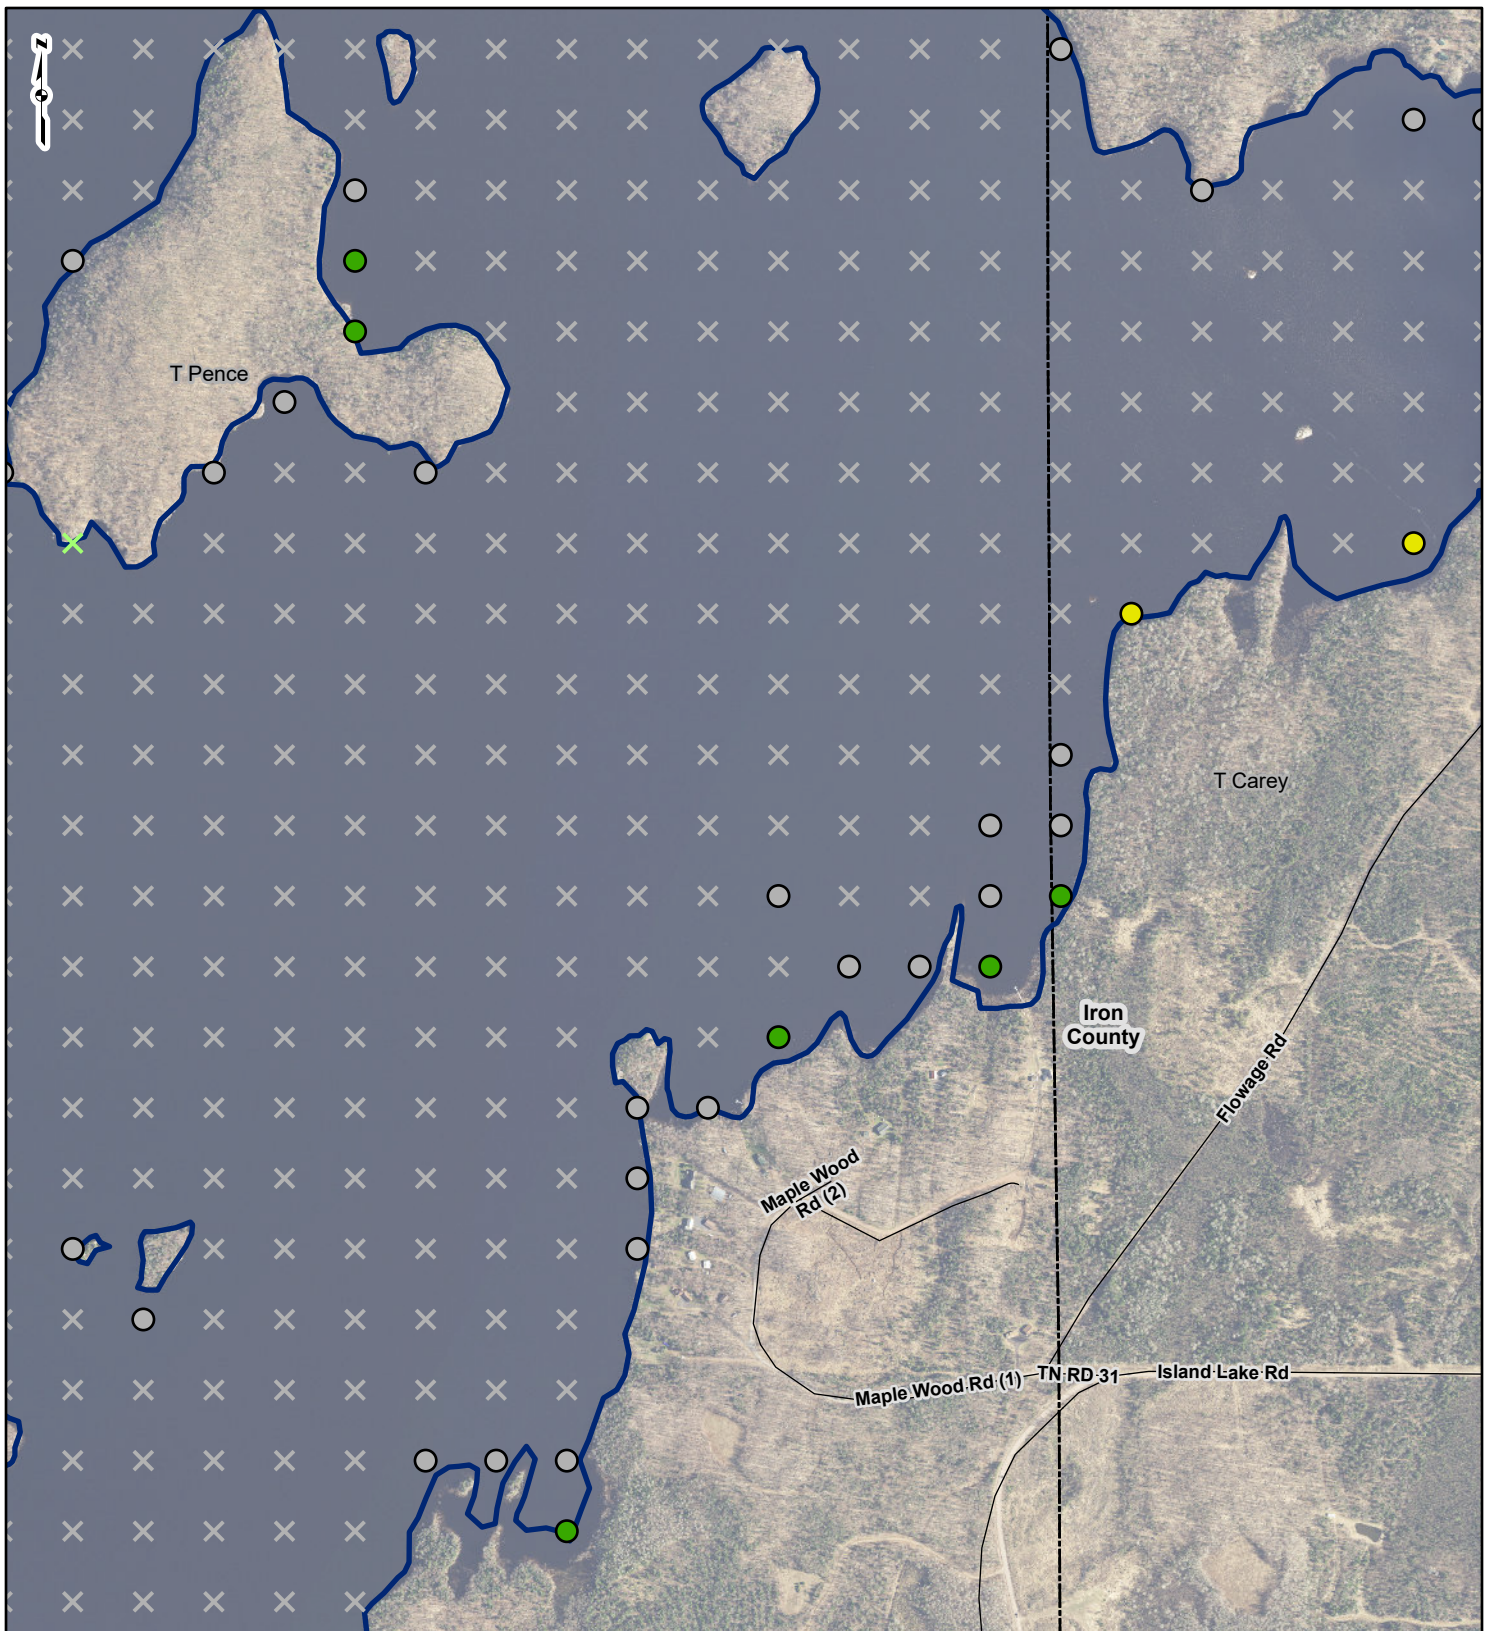 N
T Pence
T Carey
Iron
County
Flowage Rd
Maple Wood
Rd (2)
Maple Wood Rd (1)
TN RD 31
Island Lake Rd